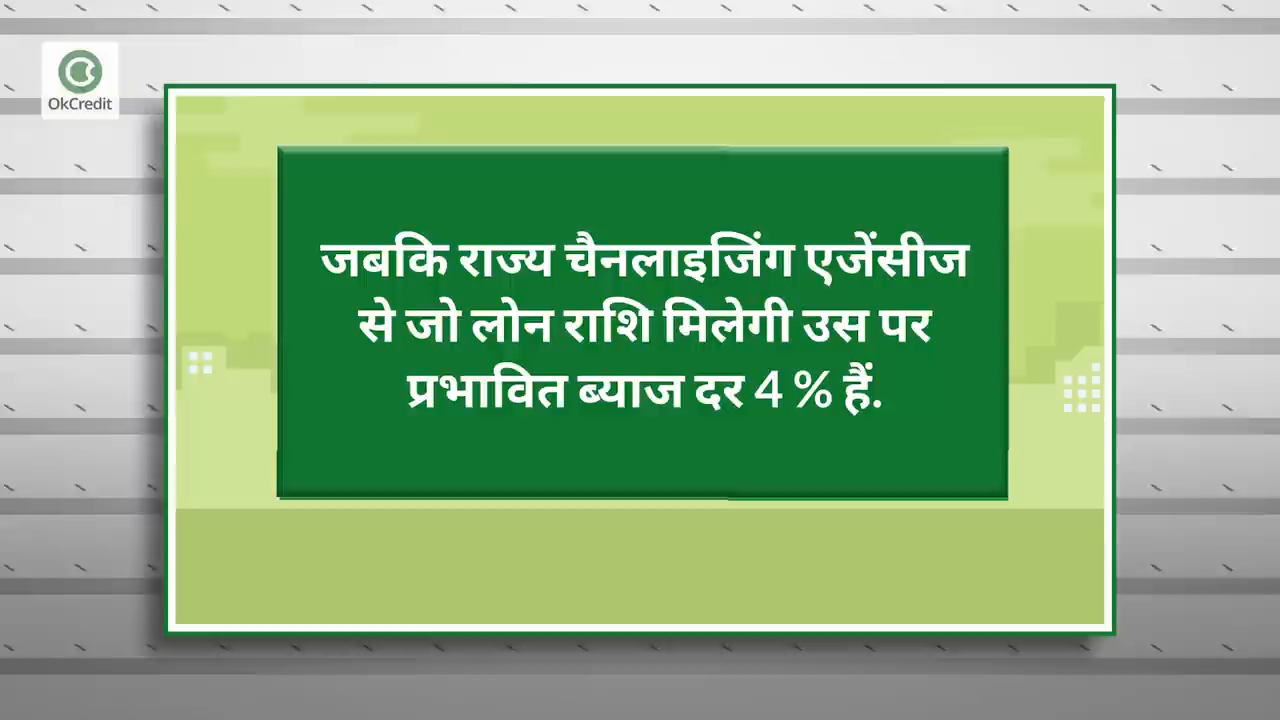 OkCredit
जबकि राज्य चैनलाइजिंग एजेंसीज
से जो लोन राशि मिलेगी उस पर
प्रभावित ब्याज दर 4 % हैं.